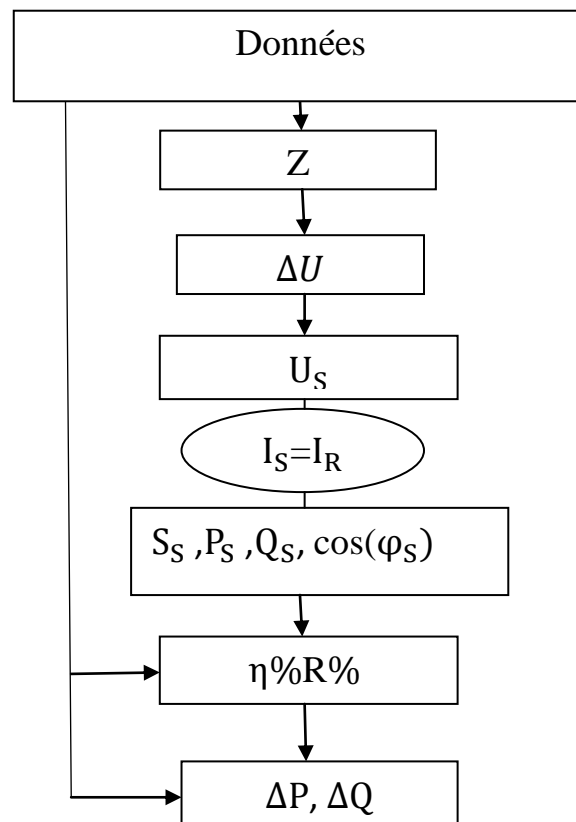 Données
Z
ΔU
U_S
I_S=I_R
S_S ,P_S ,Q_S, cos(φ_S)
η%R%
ΔP, ΔQ